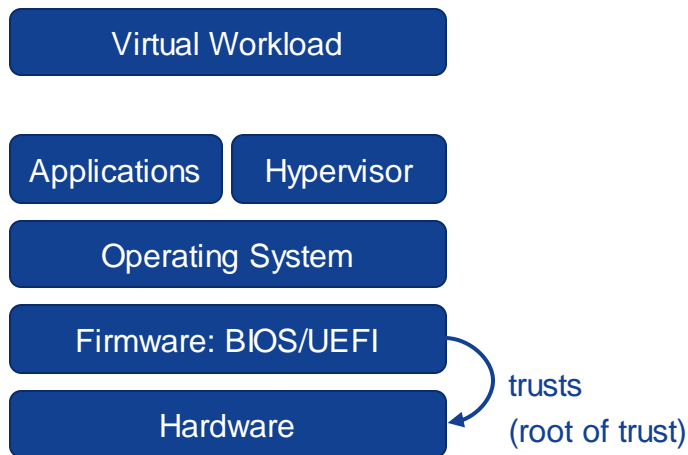 Virtual Workload
Applications
Hypervisor
Operating System
Firmware: BIOS/UEFI
Hardware
trusts
(root of trust)